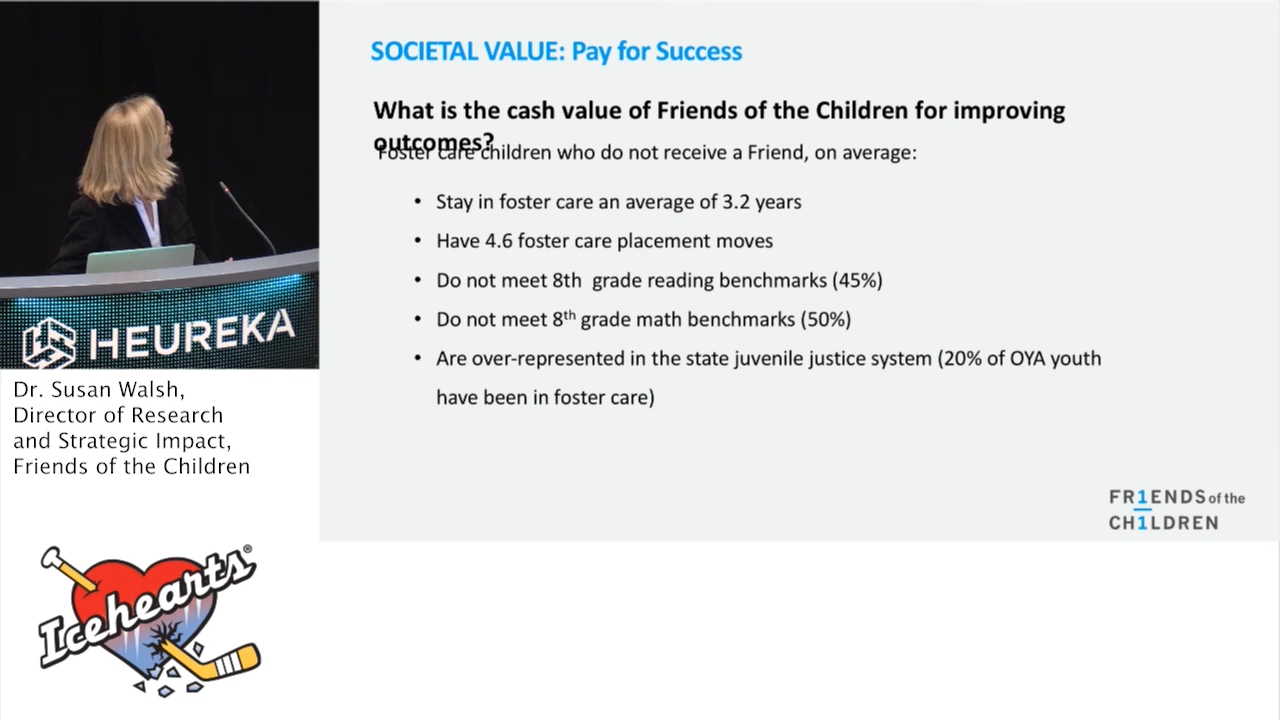 SOCIETAL VALUE: Pay for Success
What is the cash value of Friends of the Children for improving
outcomes?
Foster care children who do not receive a Friend, on average:
• Stay in foster care an average of 3.2 years
• Have 4.6 foster care placement moves
• Do not meet 8th  grade reading benchmarks (45%)
• Do not meet 8th grade math benchmarks (50%)
• Are over-represented in the state juvenile justice system (20% of OYA youth
have been in foster care)
FR1ENDS of the
CH1LDREN
HEUREKA
Dr. Susan Walsh,
Director of Research
and Strategic Impact,
Friends of the Children
Icehearts®